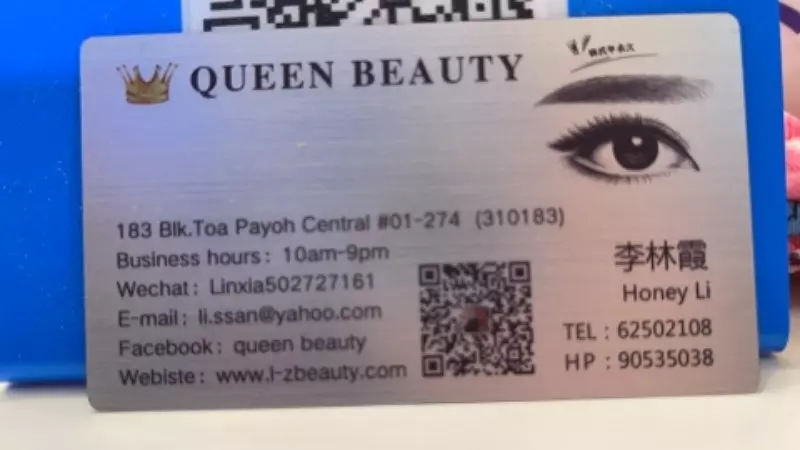 QUEEN BEAUTY
183 Blk.Toa Payoh Central #01-274 (310183)
Business hours: 10am-9pm
Wechat: Linxia502727161
E-mail: li.ssan@yahoo.com
Facebook: queen beauty
Webiste: www.l-zbeauty.com
李林霞
Honey Li
TEL : 62502108
HP : 90535038